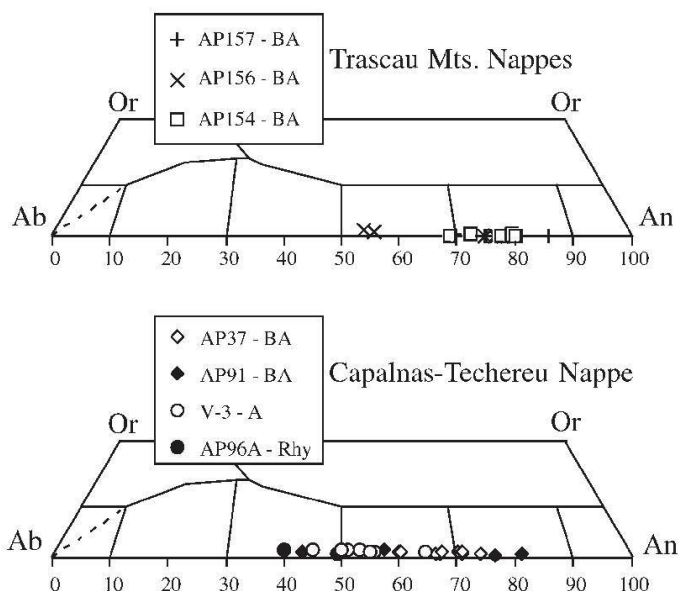 AP157 - BA
AP156 - BA
AP154 - BA
Trascau Mts. Nappes
Or Or
Ab An
0 10 20 30 40 50 60 70 80 90 100
AP37 - BA
AP91 - BA
V-3 - A
AP96A - Rhy
Capalnas-Techereu Nappe
Or Or
Ab An
0 10 20 30 40 50 60 70 80 90 100